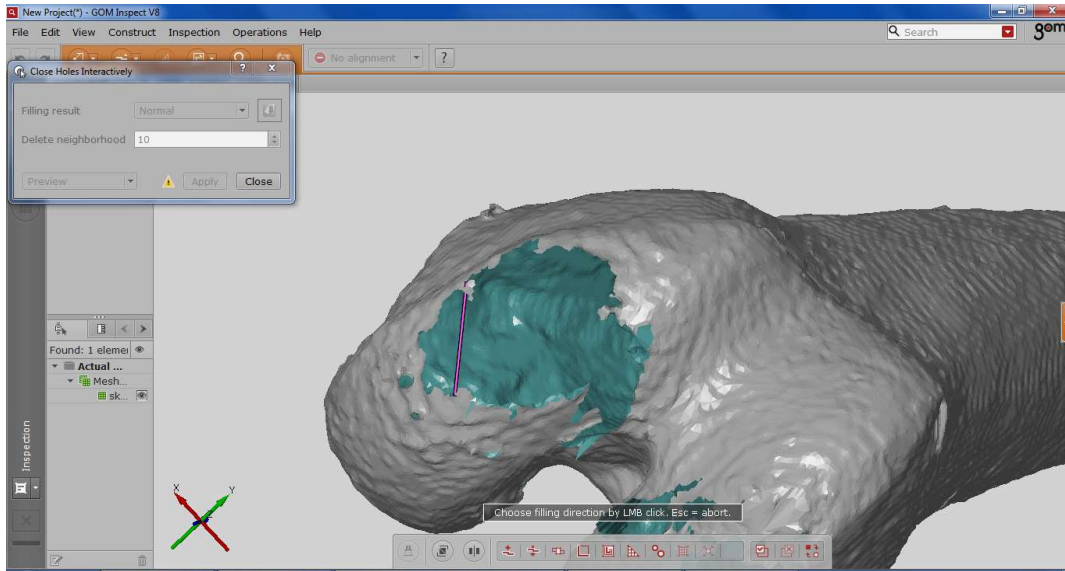 New Project(*) - GOM Inspect V8
File Edit View Construct Inspection Operations Help
Search
gom
No alignment
?
Close Holes Interactively
? X
Filling result Normal
Delete neighborhood 10
Preview Apply Close
Found: 1 elemei
Actual ...
Mesh...
sk...
Inspection
X Y
Choose filling direction by LMB click. Esc = abort.